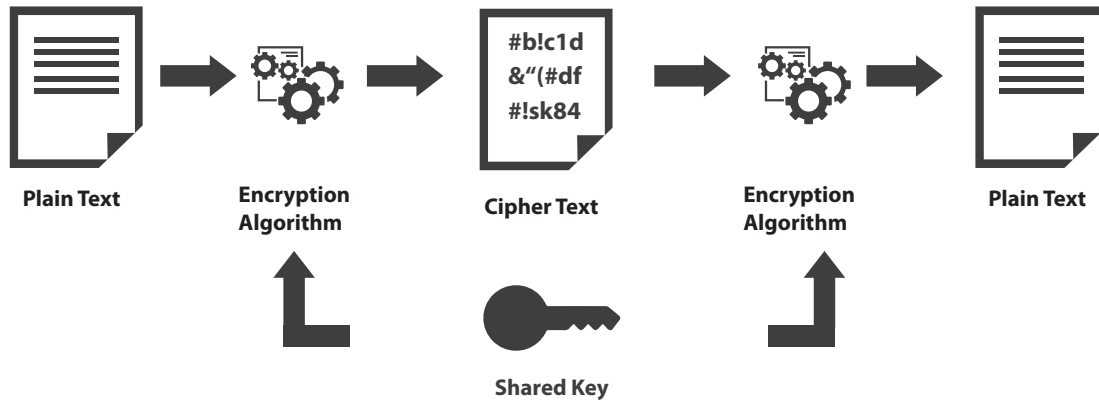 #b!c1d
&“(#df
#!sk84
Plain Text
Encryption
Algorithm
Cipher Text
Encryption
Algorithm
Plain Text
Shared Key